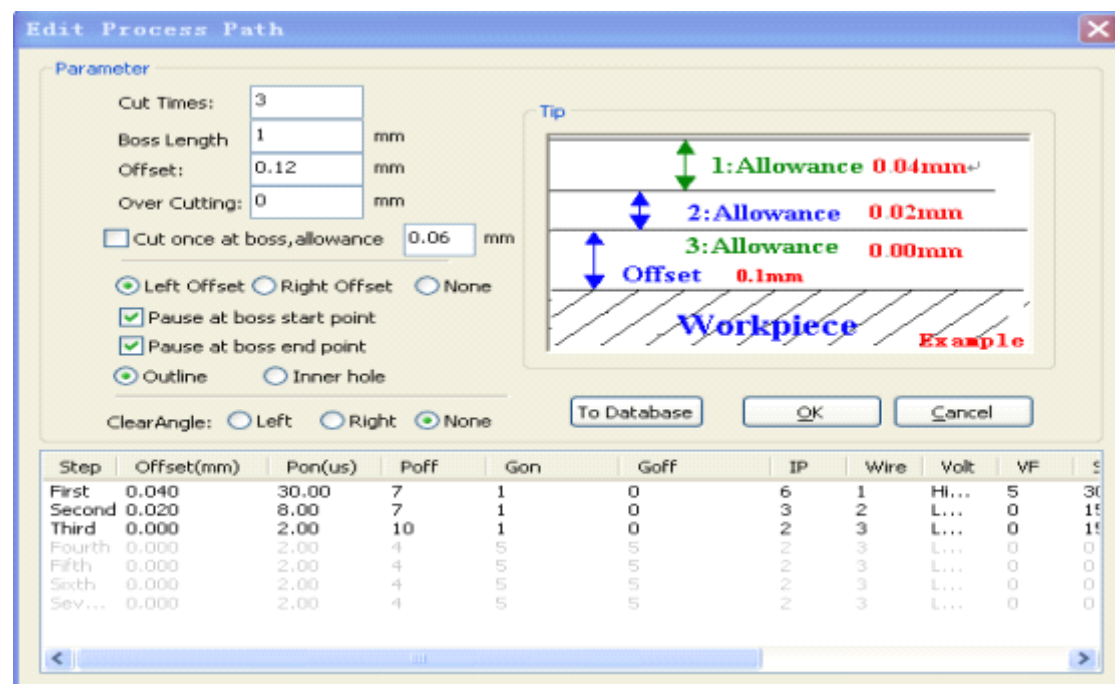 Edit Process Path
Parameter
Cut Times: 3
Boss Length 1 mm
Offset: 0.12 mm
Over Cutting: 0 mm
Cut once at boss,allowance 0.06 mm
Left Offset Right Offset None
Pause at boss start point
Pause at boss end point
Outline Inner hole
ClearAngle: Left Right None
Tip
1:Allowance 0.04mm↵
2:Allowance 0.02mm
3:Allowance 0.00mm
Offset 0.1mm
Workpiece
Example
To Database OK Cancel
Step Offset(mm) Pon(us) Poff Gon Goff IP Wire Volt VF
First 0.040 30.00 7 1 0 6 1 Hi... 5 30
Second 0.020 8.00 7 1 0 3 2 L... 0 15
Third 0.000 2.00 10 1 0 2 3 L... 0 15
Fourth 0.000 2.00 4 5 5 2 3 L... 0 0
Fifth 0.000 2.00 4 5 5 2 3 L... 0 0
Sixth 0.000 2.00 4 5 5 2 3 L... 0 0
Sev... 0.000 2.00 4 5 5 2 3 L... 0 0